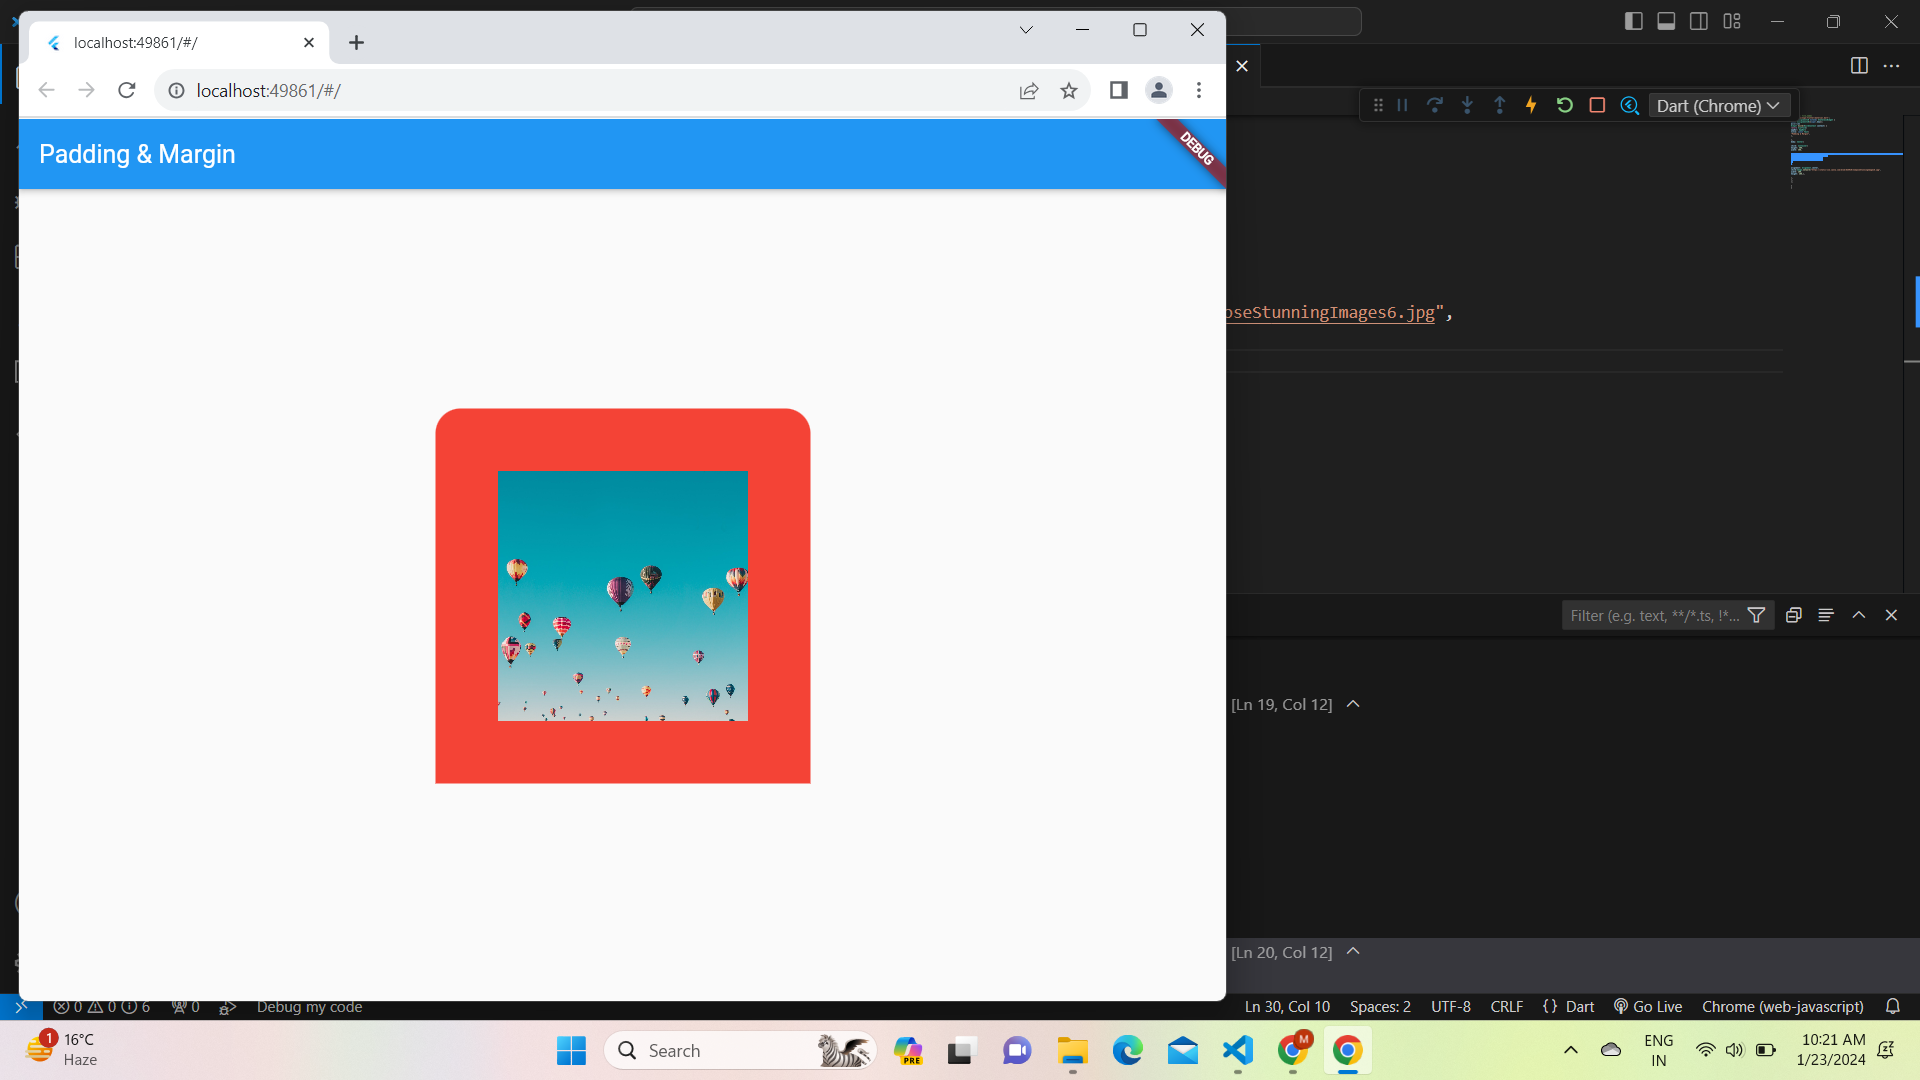 localhost:49861/#/
localhost:49861/#/
Dart (Chrome)
Padding & Margin
DEBUG
oseStunningImages6.jpg",
Filter (e.g. text, **/*.ts, !*...
[Ln 19, Col 12]
[Ln 20, Col 12]
0 0 6 0 Debug my code Ln 30, Col 10 Spaces: 2 UTF-8 CRLF {} Dart Go Live Chrome (web-javascript)
1 16°C
Haze
Search
PRE
M
ENG
IN
10:21 AM
1/23/2024